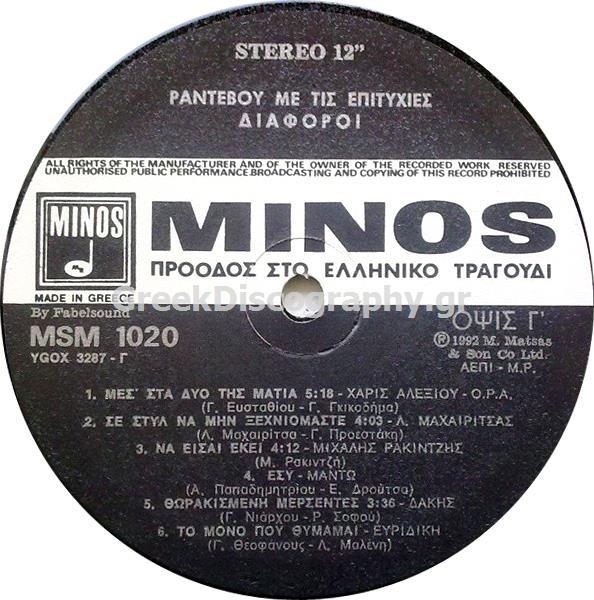 STEREO 12"
ΡΑΝΤΕΒΟΥ ΜΕ ΤΙΣ ΕΠΙΤΥΧΙΕΣ
ΔΙΑΦΟΡΟΙ
ALL RIGHTS OF THE MANUFACTURER AND OF THE OWNER OF THE RECORDED WORK RESERVED
UNAUTHORISED PUBLIC PERFORMANCE.BROADCASTING AND COPYING OF THIS RECORD PROHIBITED
MINOS
MINOS
ΠΡΟΟΔΟΣ ΣΤΟ ΕΛΛΗΝΙΚΟ ΤΡΑΓΟΥΔΙ
MADE IN GREECE
GreekDiscography.gr
By Fabelsound
MSM 1020
YGOX 3287 - Γ
ΟΨΙΣ Γ'
Ⓟ 1992 M. Matsas
& Son Co Ltd.
ΑΕΠΙ - M.P.
1. ΜΕΣ' ΣΤΑ ΔΥΟ ΤΗΣ ΜΑΤΙΑ 5:18 - ΧΑΡΙΣ ΑΛΕΞΙΟΥ - O.P.A.
(Γ. Ευσταθίου - Γ. Γκικοδήμα)
2. ΣΕ ΣΤΥΛ ΝΑ ΜΗΝ ΞΕΧΝΙΟΜΑΣΤΕ 4:03 - Λ. ΜΑΧΑΙΡΙΤΣΑΣ
(Λ. Μαχαιρίτσα - Γ. Προεστάκη)
3. ΝΑ ΕΙΣΑΙ ΕΚΕΙ 4:12 - ΜΙΧΑΛΗΣ ΡΑΚΙΝΤΖΗΣ
(Μ. Ρακιντζή)
4. ΕΣΥ - ΜΑΝΤΩ
(Α. Παπαδημητρίου - Ε. Δρούτσα)
5. ΘΩΡΑΚΙΣΜΕΝΗ ΜΕΡΣΕΝΤΕΣ 3:36 - ΔΑΚΗΣ
(Γ. Νιάρχου - Ρ. Σοφού)
6. ΤΟ ΜΟΝΟ ΠΟΥ ΘΥΜΑΜΑΙ - ΕΥΡΙΔΙΚΗ
(Γ. Θεοφάνους - Λ. Μαλένη)